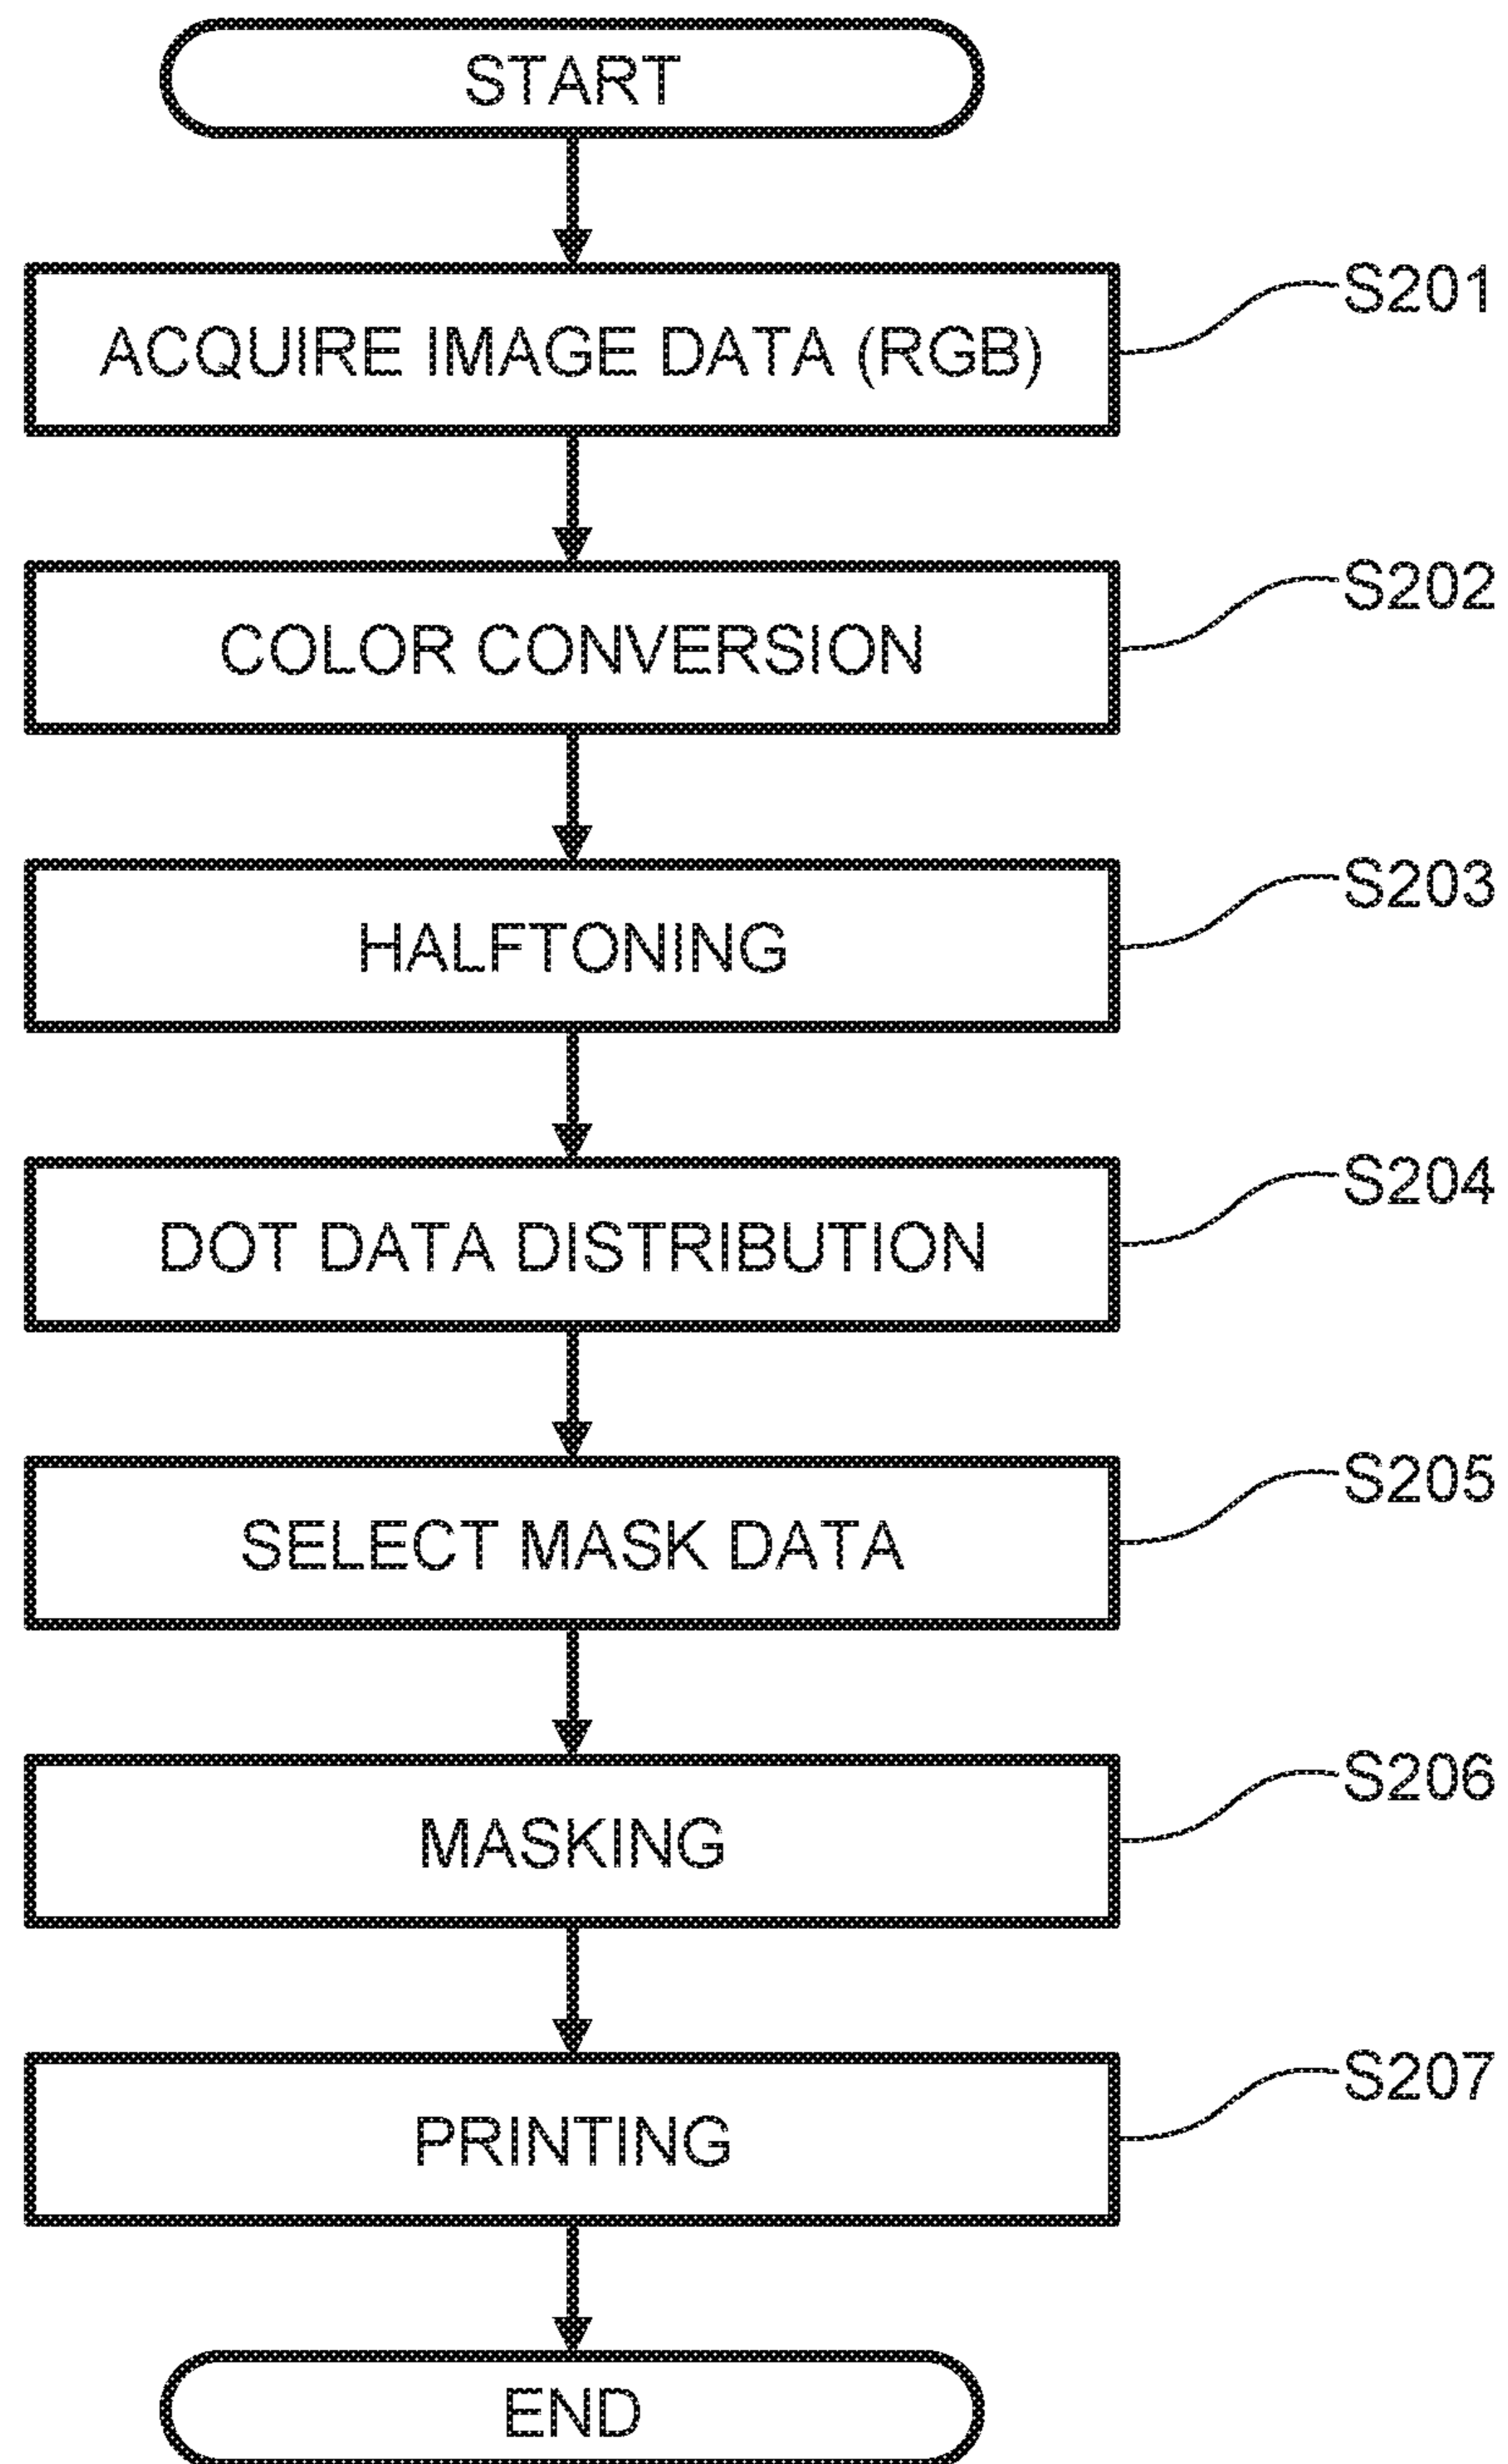 START
ACQUIRE IMAGE DATA (RGB)
S201
COLOR CONVERSION
S202
HALFTONING
S203
DOT DATA DISTRIBUTION
S204
SELECT MASK DATA
S205
MASKING
S206
PRINTING
S207
END